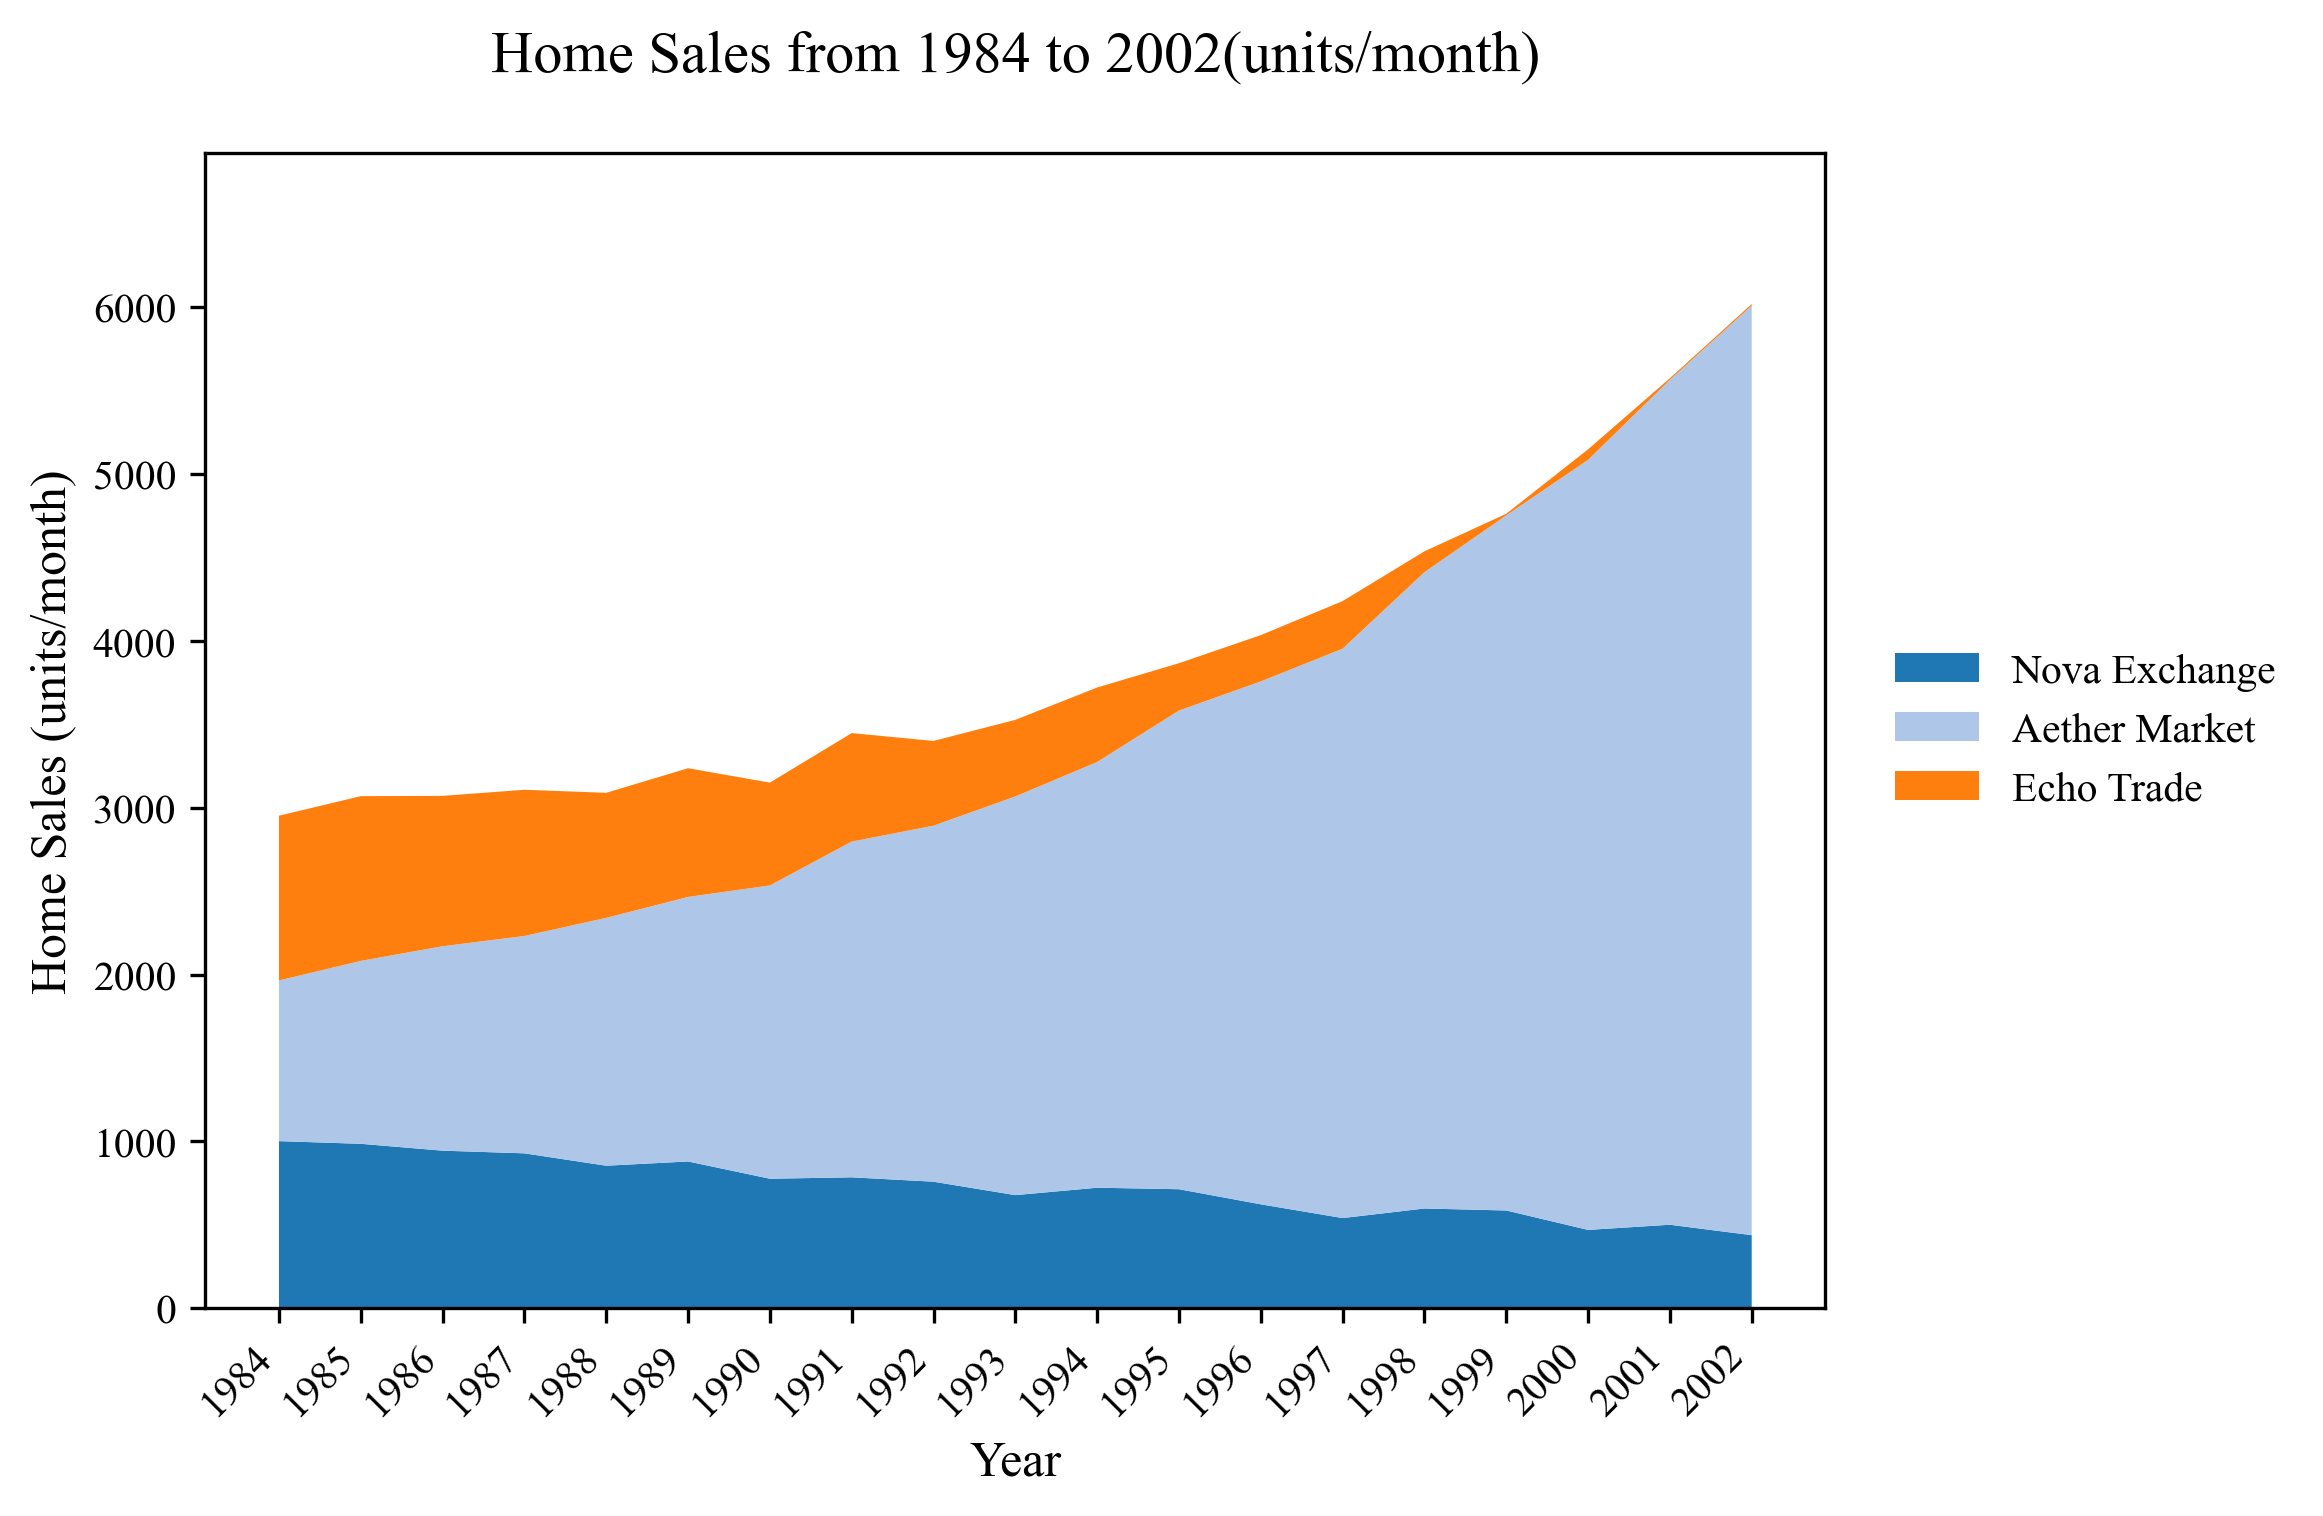 Home Sales from 1984 to 2002(units/month)
Home Sales (units/month)
6000
5000
4000
3000
2000
1000
0
Nova Exchange
Aether Market
Echo Trade
1984 1985 1986 1987 1988 1989 1990 1991 1992 1993 1994 1995 1996 1997 1998 1999 2000 2001 2002
Year